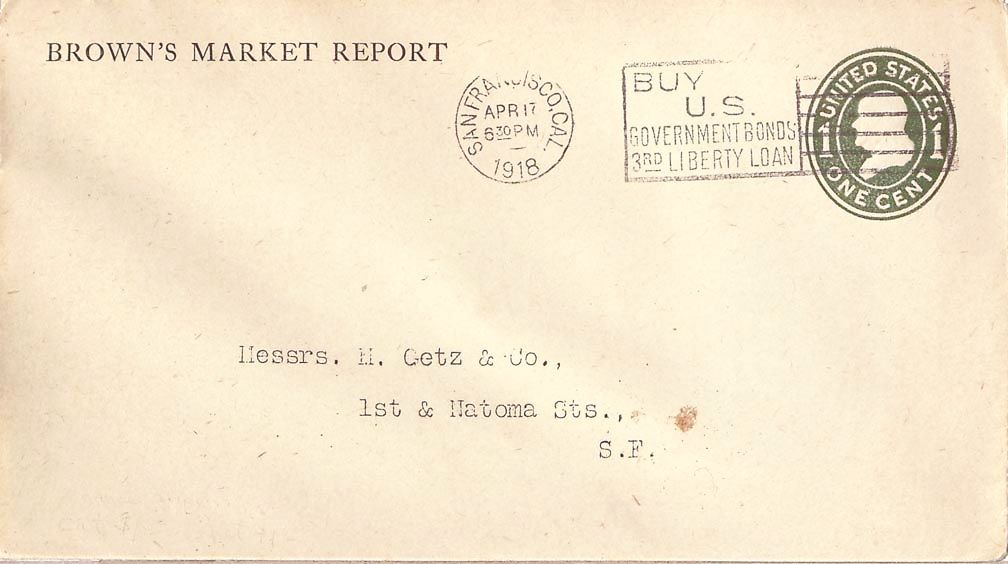 BROWN'S MARKET REPORT
SAN FRANCISCO, CAL.
APR 17
6 30 PM
1918
BUY
U.S.
GOVERNMENT BONDS
3RD LIBERTY LOAN
UNITED STATES
1 1
ONE CENT
Messrs. M. Getz & Co.,
1st & Natoma Sts.,
S.F.